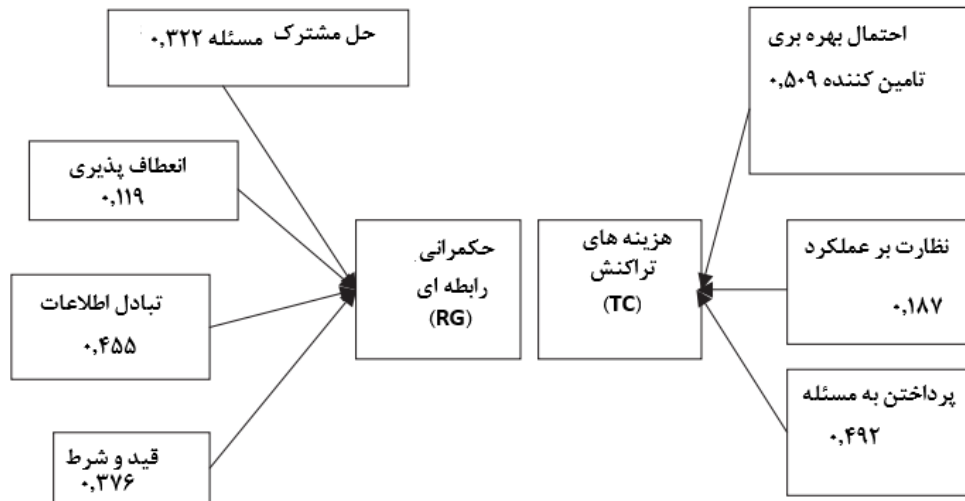 حل مشترک مسئله ۰,۳۲۲
انعطاف پذیری
۰,۱۱۹
تبادل اطلاعات
۰,۴۵۵
قید و شرط
۰,۳۷۶
حکمرانی
رابطه ای
(RG)
هزینه های
تراکنش
(TC)
احتمال بهره بری
تامین کننده ۰,۵۰۹
نظارت بر عملکرد
۰,۱۸۷
پرداختن به مسئله
۰,۴۹۲